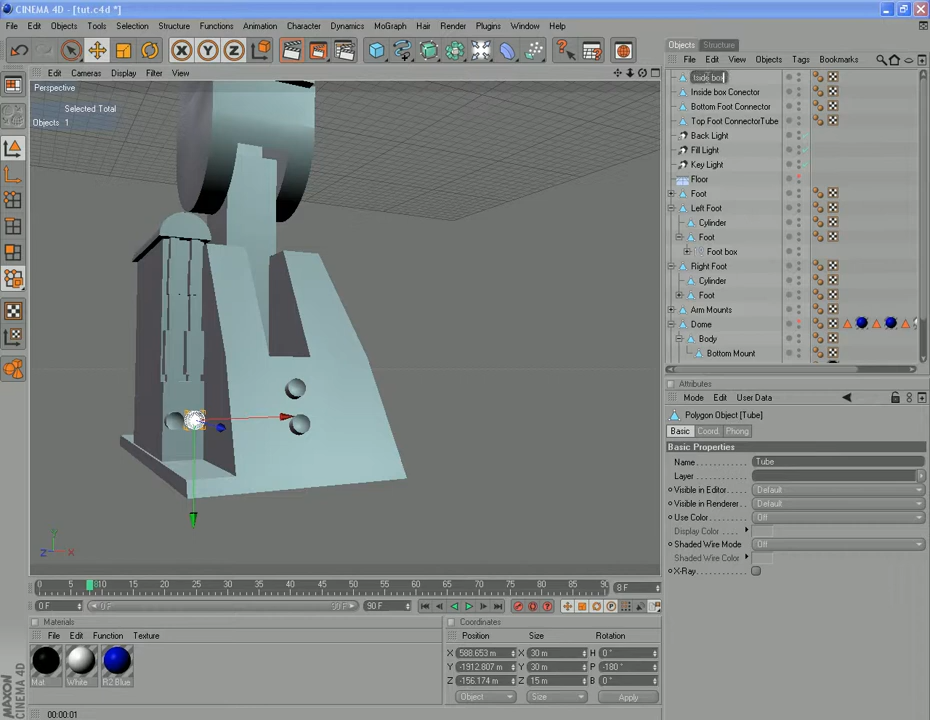 CINEMA 4D - [tut.c4d *]
File Edit Objects Tools Selection Structure Functions Animation Character Dynamics MoGraph Hair Render Plugins Window Help
Edit Cameras Display Filter View
Perspective
Selected Total
Objects 1
Y
Z X
0 5 10 15 20 25 30 35 40 45 50 55 60 65 70 75 80 85 90
8 F
0 F 0 F 90 F 90 F
Materials
File Edit Function Texture
Mat White R2 Blue
Coordinates
Position Size Rotation
X 588.653 m X 30 m H 0 °
Y -1912.807 m Y 30 m P -180 °
Z -156.174 m Z 15 m B 0 °
Object Size Apply
MAXON
CINEMA 4D
00:00:01
Objects Structure
File Edit View Objects Tags Bookmarks
Inside box Conector
Bottom Foot Connector
Top Foot ConnectorTube
Back Light
Fill Light
Key Light
Floor
Foot
Left Foot
Cylinder
Foot
Foot box
Right Foot
Cylinder
Foot
Arm Mounts
Dome
Body
Bottom Mount
Attributes
Mode Edit User Data
Polygon Object [Tube]
Basic Coord. Phong
Basic Properties
Name Tube
Layer
Visible in Editor Default
Visible in Renderer Default
Use Color Off
Display Color
Shaded Wire Mode Off
Shaded Wire Color
X-Ray